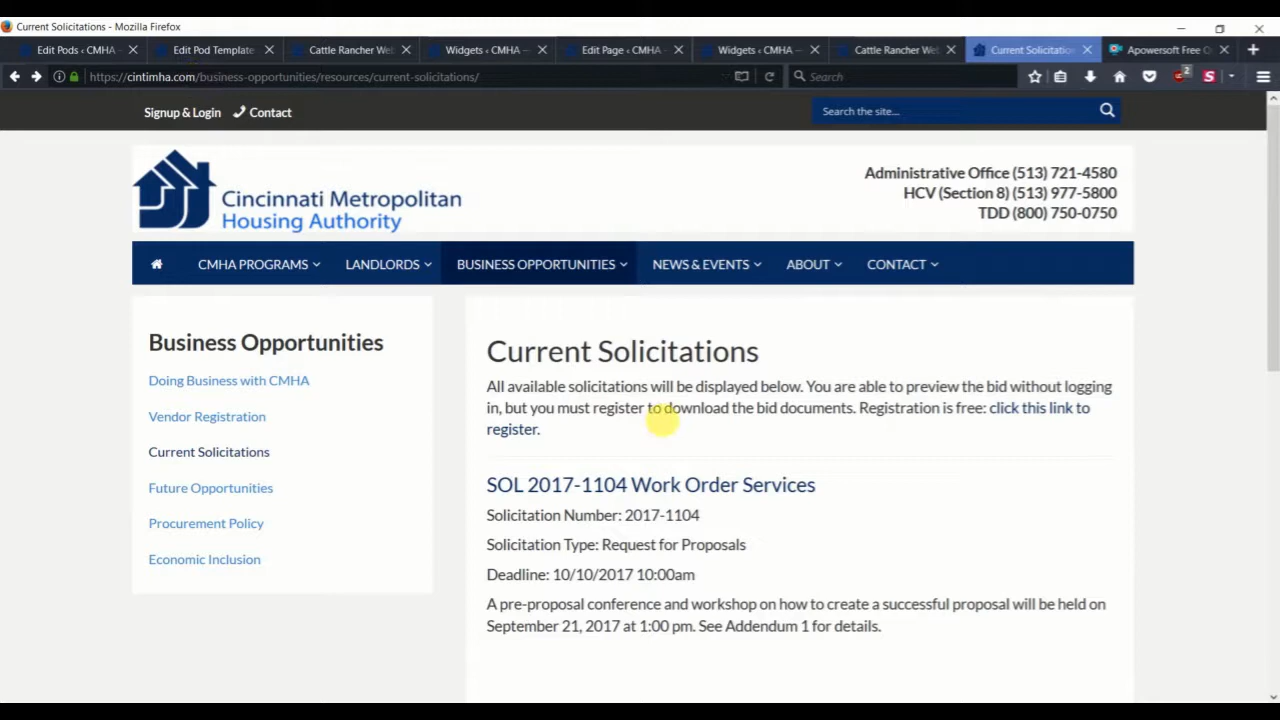 Current Solicitations - Mozilla Firefox
Edit Pods ‹ CMHA —
Edit Pod Template
Cattle Rancher Web
Widgets ‹ CMHA —
Edit Page ‹ CMHA —
Widgets ‹ CMHA —
Cattle Rancher Web
Current Solicitations
Apowersoft Free O
https://cintimha.com/business-opportunities/resources/current-solicitations/
Search
2
S
Signup & Login
Contact
Search the site...
Cincinnati Metropolitan
Housing Authority
Administrative Office (513) 721-4580
HCV (Section 8) (513) 977-5800
TDD (800) 750-0750
CMHA PROGRAMS
LANDLORDS
BUSINESS OPPORTUNITIES
NEWS & EVENTS
ABOUT
CONTACT
Business Opportunities
Doing Business with CMHA
Vendor Registration
Current Solicitations
Future Opportunities
Procurement Policy
Economic Inclusion
Current Solicitations
All available solicitations will be displayed below. You are able to preview the bid without logging
in, but you must register to download the bid documents. Registration is free: click this link to
register.
SOL 2017-1104 Work Order Services
Solicitation Number: 2017-1104
Solicitation Type: Request for Proposals
Deadline: 10/10/2017 10:00am
A pre-proposal conference and workshop on how to create a successful proposal will be held on
September 21, 2017 at 1:00 pm. See Addendum 1 for details.